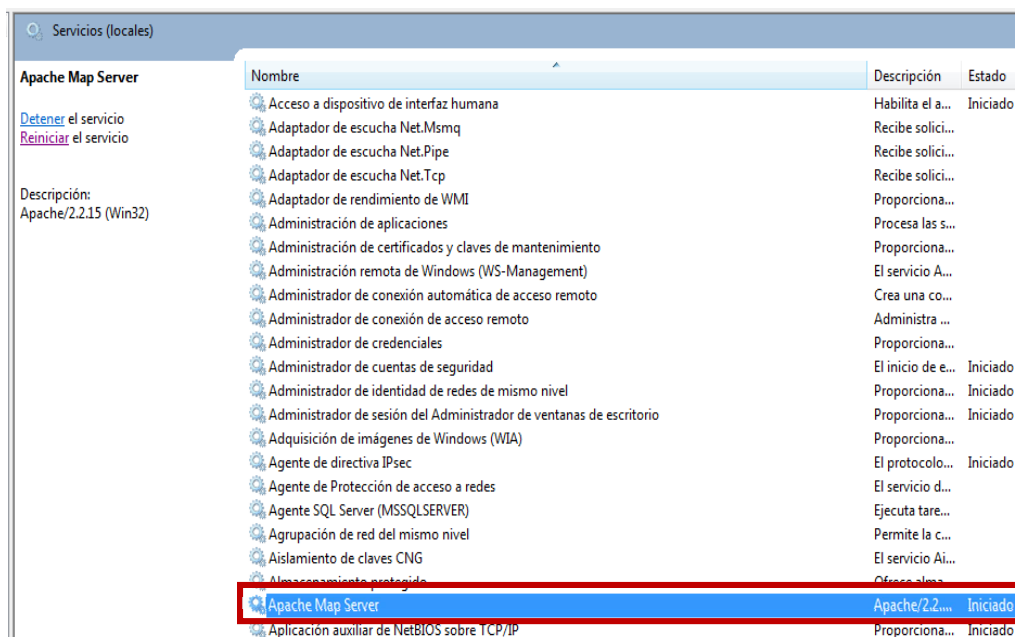 Servicios (locales)
Apache Map Server
Detener el servicio
Reiniciar el servicio
Descripción:
Apache/2.2.15 (Win32)
Nombre Descripción Estado
Acceso a dispositivo de interfaz humana Habilita el a... Iniciado
Adaptador de escucha Net.Msmq Recibe solici...
Adaptador de escucha Net.Pipe Recibe solici...
Adaptador de escucha Net.Tcp Recibe solici...
Adaptador de rendimiento de WMI Proporciona...
Administración de aplicaciones Procesa las s...
Administración de certificados y claves de mantenimiento Proporciona...
Administración remota de Windows (WS-Management) El servicio A...
Administrador de conexión automática de acceso remoto Crea una co...
Administrador de conexión de acceso remoto Administra ...
Administrador de credenciales Proporciona...
Administrador de cuentas de seguridad El inicio de e... Iniciado
Administrador de identidad de redes de mismo nivel Proporciona... Iniciado
Administrador de sesión del Administrador de ventanas de escritorio Proporciona... Iniciado
Adquisición de imágenes de Windows (WIA) Proporciona...
Agente de directiva IPsec El protocolo... Iniciado
Agente de Protección de acceso a redes El servicio d...
Agente SQL Server (MSSQLSERVER) Ejecuta tare...
Agrupación de red del mismo nivel Permite la c...
Aislamiento de claves CNG El servicio Ai...
Almacenamiento protegido Ofrece alma...
Apache Map Server Apache/2.2.... Iniciado
Aplicación auxiliar de NetBIOS sobre TCP/IP Proporciona... Iniciado